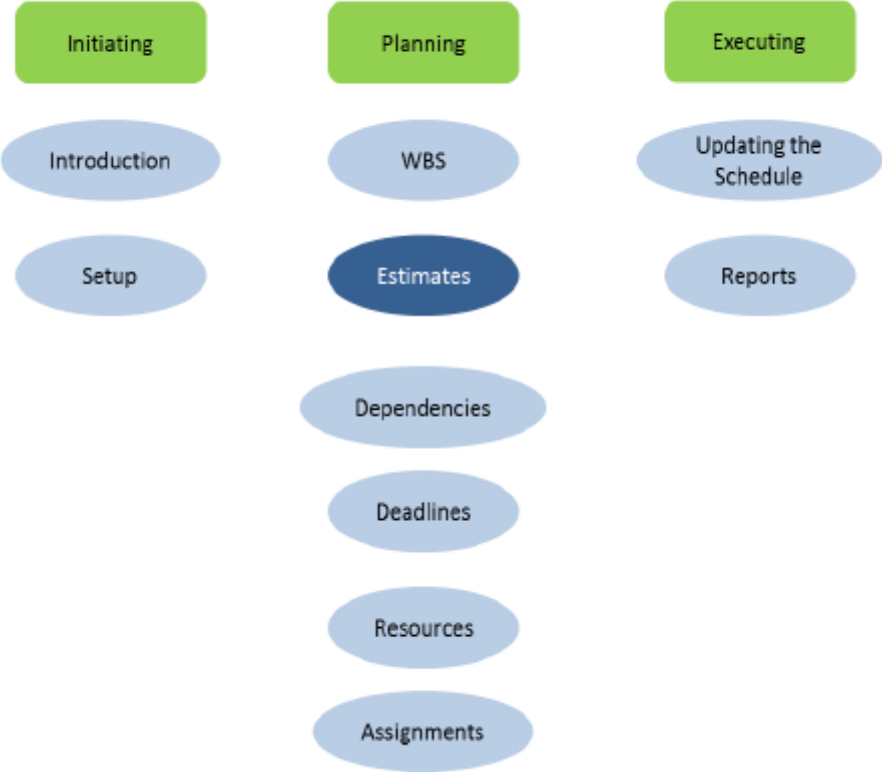 Initiating
Planning
Executing
Introduction
WBS
Updating the
Schedule
Setup
Estimates
Reports
Dependencies
Deadlines
Resources
Assignments